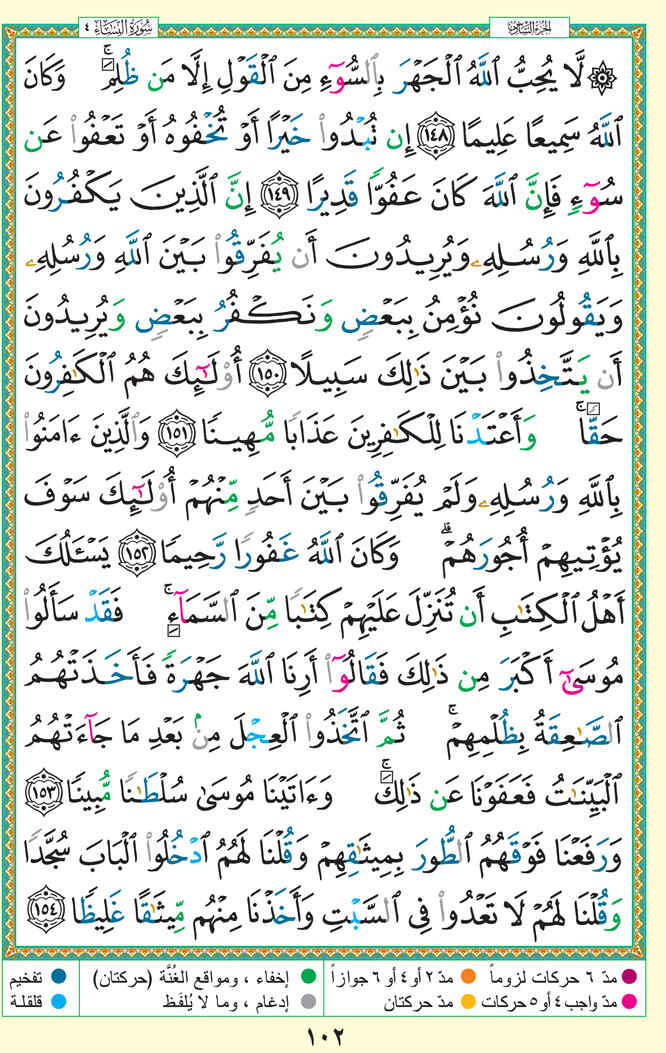 سُورَةُ النِّسَاءِ ٤
الجزء السادس
۞ لَّا يُحِبُّ ٱللَّهُ ٱلْجَهْرَ بِٱلسُّوٓءِ مِنَ ٱلْقَوْلِ إِلَّا مَن ظُلِمَ ۚ وَكَانَ
ٱللَّهُ سَمِيعًا عَلِيمًا ﴿١٤٨﴾ إِن تُبْدُوا۟ خَيْرًا أَوْ تُخْفُوهُ أَوْ تَعْفُوا۟ عَن
سُوٓءٍ فَإِنَّ ٱللَّهَ كَانَ عَفُوًّا قَدِيرًا ﴿١٤٩﴾ إِنَّ ٱلَّذِينَ يَكْفُرُونَ
بِٱللَّهِ وَرُسُلِهِۦ وَيُرِيدُونَ أَن يُفَرِّقُوا۟ بَيْنَ ٱللَّهِ وَرُسُلِهِۦ
وَيَقُولُونَ نُؤْمِنُ بِبَعْضٍ وَنَكْفُرُ بِبَعْضٍ وَيُرِيدُونَ
أَن يَتَّخِذُوا۟ بَيْنَ ذَٰلِكَ سَبِيلًا ﴿١٥٠﴾ أُو۟لَٰٓئِكَ هُمُ ٱلْكَٰفِرُونَ
حَقًّا ۚ وَأَعْتَدْنَا لِلْكَٰفِرِينَ عَذَابًا مُّهِينًا ﴿١٥١﴾ وَٱلَّذِينَ ءَامَنُوا۟
بِٱللَّهِ وَرُسُلِهِۦ وَلَمْ يُفَرِّقُوا۟ بَيْنَ أَحَدٍ مِّنْهُمْ أُو۟لَٰٓئِكَ سَوْفَ
يُؤْتِيهِمْ أُجُورَهُمْ ۗ وَكَانَ ٱللَّهُ غَفُورًا رَّحِيمًا ﴿١٥٢﴾ يَسْـَٔلُكَ
أَهْلُ ٱلْكِتَٰبِ أَن تُنَزِّلَ عَلَيْهِمْ كِتَٰبًا مِّنَ ٱلسَّمَآءِ ۚ فَقَدْ سَأَلُوا۟
مُوسَىٰٓ أَكْبَرَ مِن ذَٰلِكَ فَقَالُوٓا۟ أَرِنَا ٱللَّهَ جَهْرَةً فَأَخَذَتْهُمُ
ٱلصَّٰعِقَةُ بِظُلْمِهِمْ ۚ ثُمَّ ٱتَّخَذُوا۟ ٱلْعِجْلَ مِنۢ بَعْدِ مَا جَآءَتْهُمُ
ٱلْبَيِّنَٰتُ فَعَفَوْنَا عَن ذَٰلِكَ ۚ وَءَاتَيْنَا مُوسَىٰ سُلْطَٰنًا مُّبِينًا ﴿١٥٣﴾
وَرَفَعْنَا فَوْقَهُمُ ٱلطُّورَ بِمِيثَٰقِهِمْ وَقُلْنَا لَهُمُ ٱدْخُلُوا۟ ٱلْبَابَ سُجَّدًا
وَقُلْنَا لَهُمْ لَا تَعْدُوا۟ فِى ٱلسَّبْتِ وَأَخَذْنَا مِنْهُم مِّيثَٰقًا غَلِيظًا ﴿١٥٤﴾
مدّ ٦ حركات لزوماً مدّ ٢ أو ٤ أو ٦ جوازاً إخفاء ، ومواقع الغُنَّة (حركتان) تفخيم
مدّ واجب ٤ أو ٥ حركات مدّ حركتان إدغام ، وما لا يُلفَظ قلقلة
١٠٢